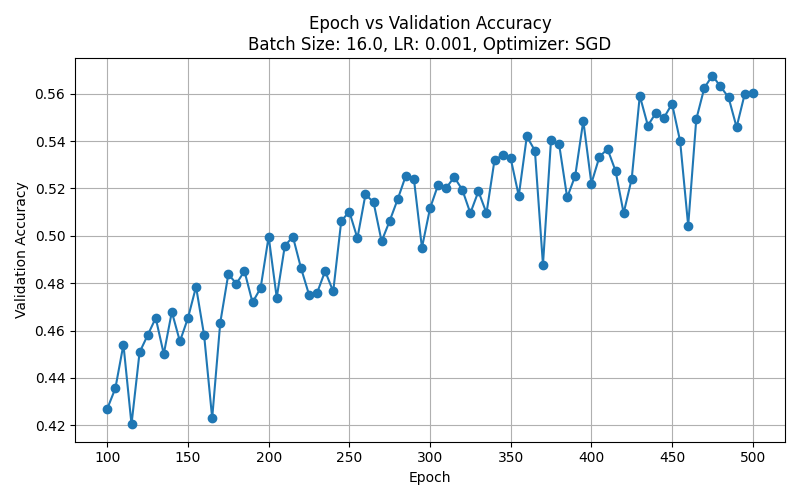 Epoch vs Validation Accuracy
Batch Size: 16.0, LR: 0.001, Optimizer: SGD
Validation Accuracy
0.56
0.54
0.52
0.50
0.48
0.46
0.44
0.42
100 150 200 250 300 350 400 450 500
Epoch